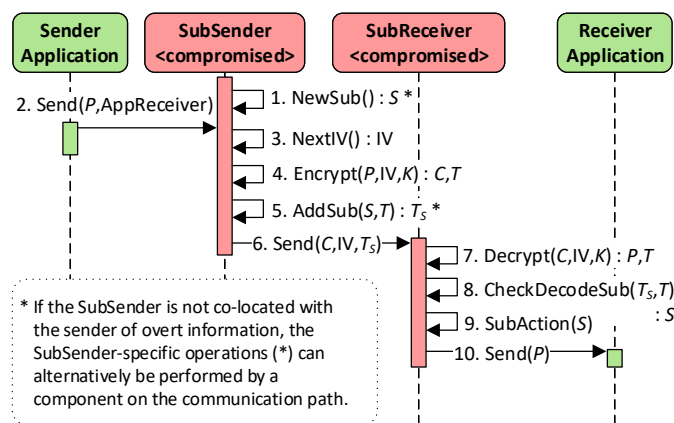 Sender
Application
SubSender
<compromised>
SubReceiver
<compromised>
Receiver
Application
1. NewSub() : S *
2. Send(P,AppReceiver)
3. NextIV() : IV
4. Encrypt(P,IV,K) : C,T
5. AddSub(S,T) : TS *
6. Send(C,IV,TS)
7. Decrypt(C,IV,K) : P,T
8. CheckDecodeSub(TS,T)
: S
9. SubAction(S)
10. Send(P)
* If the SubSender is not co-located with
the sender of overt information, the
SubSender-specific operations (*) can
alternatively be performed by a
component on the communication path.